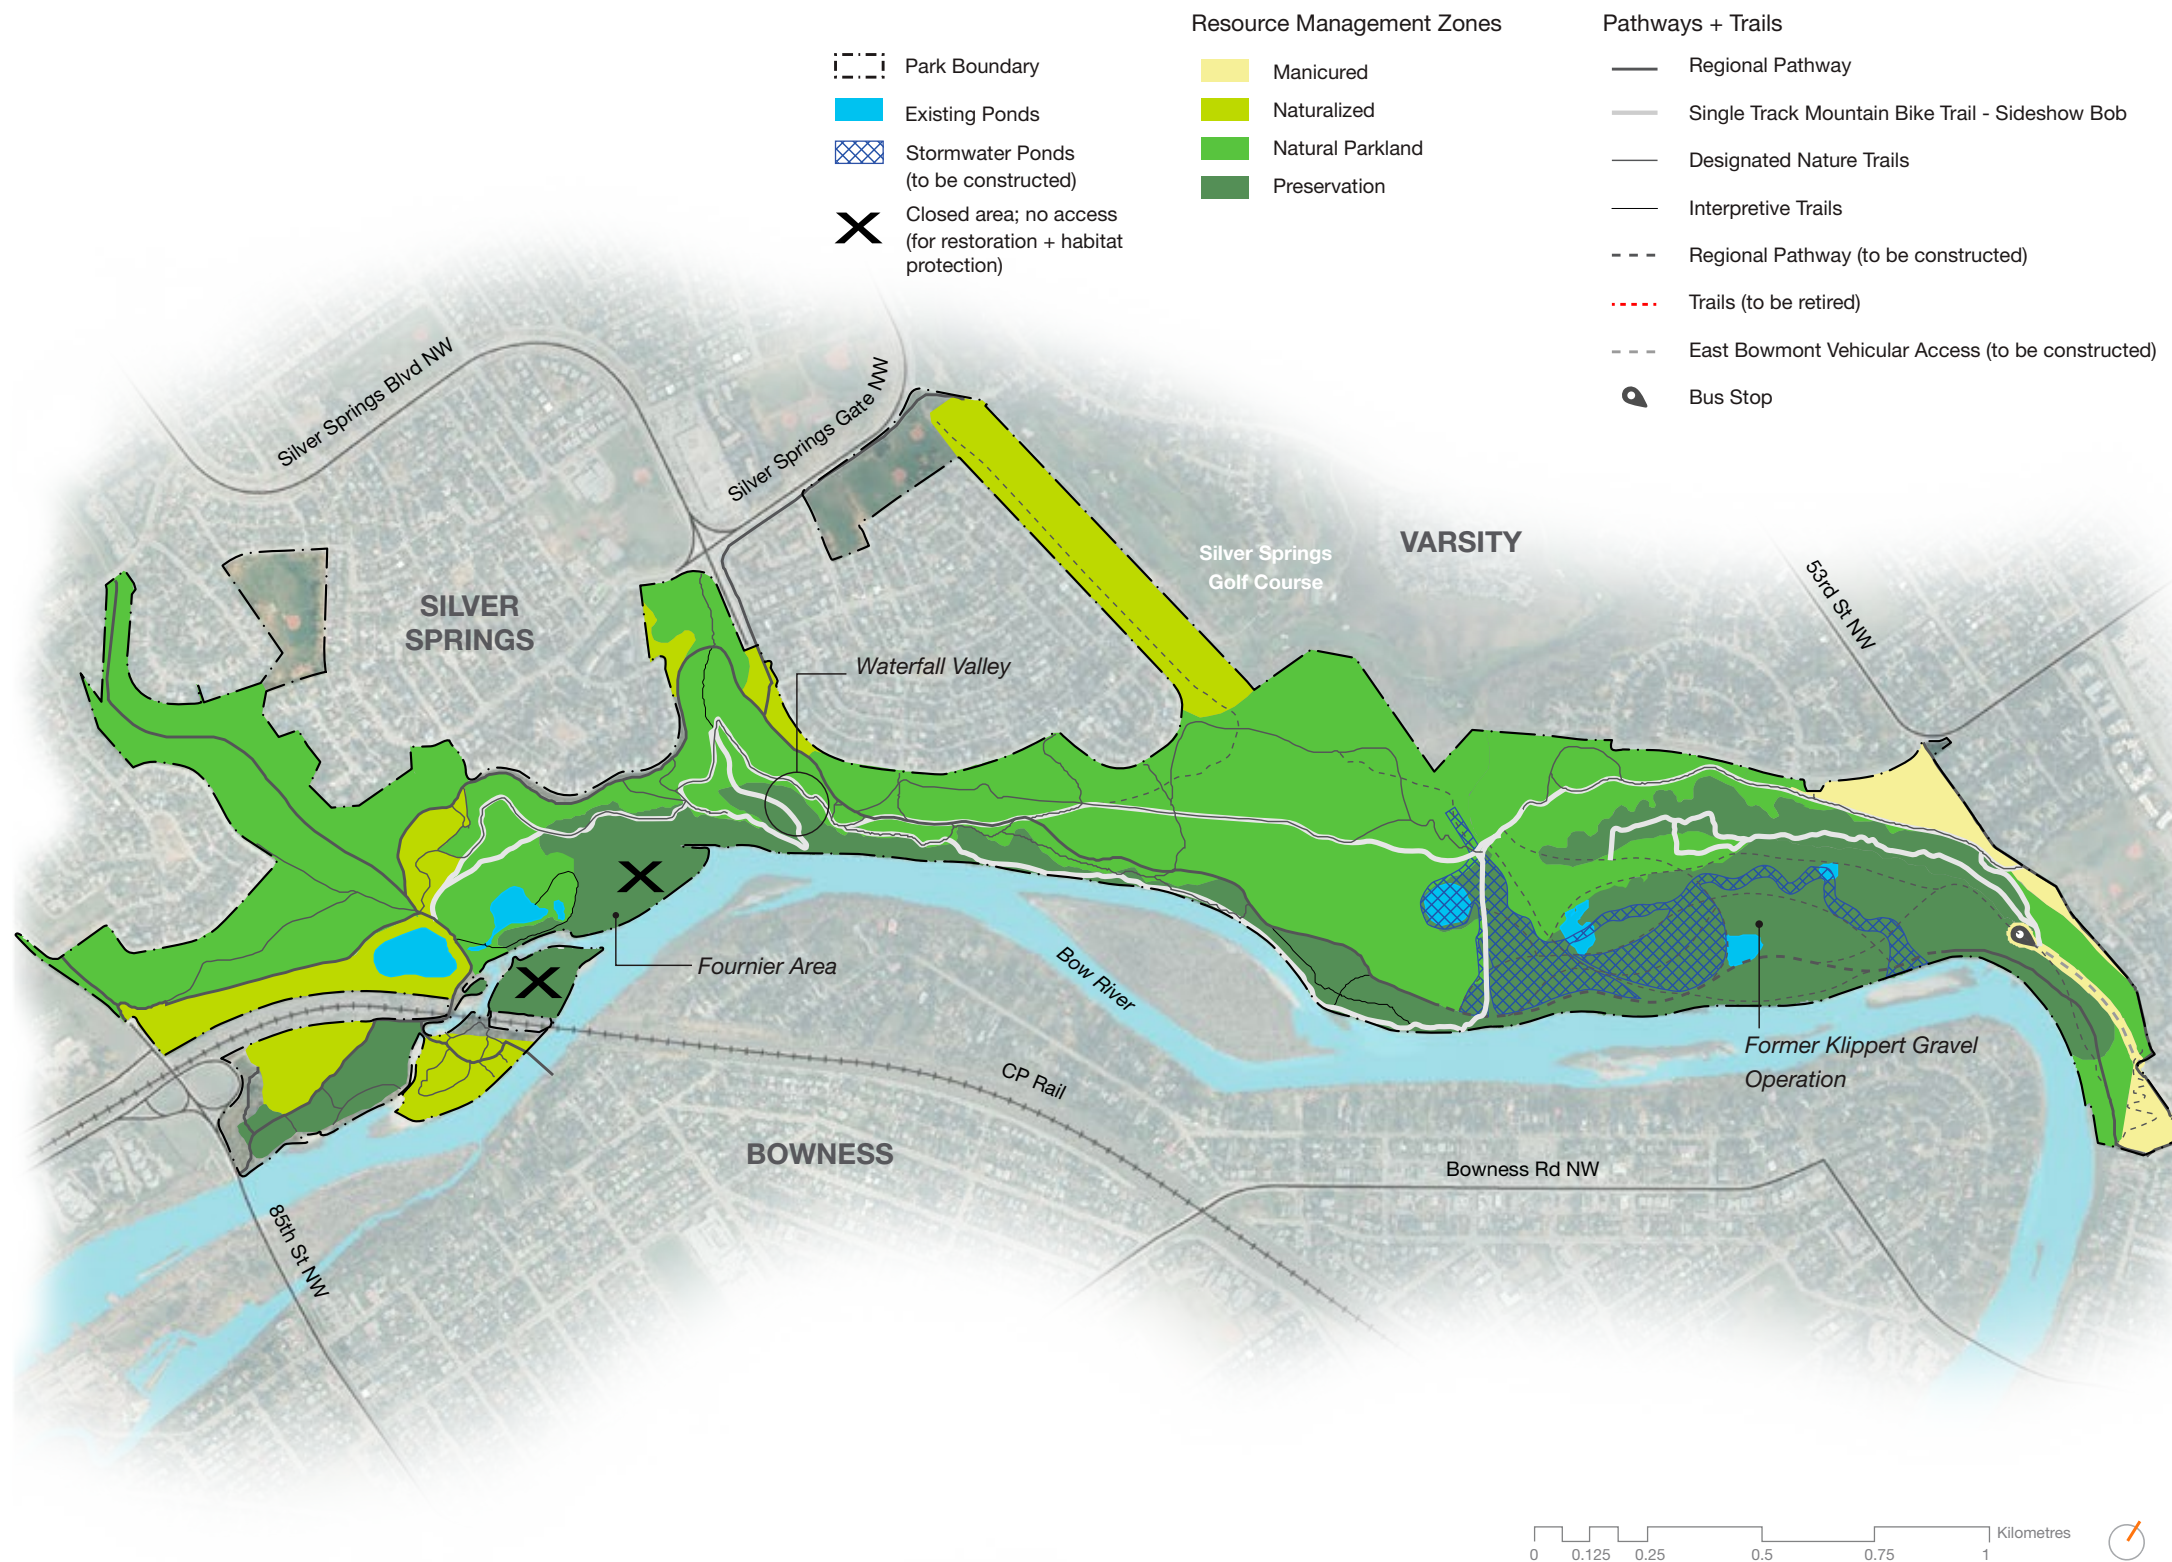 Park Boundary
Existing Ponds
Stormwater Ponds
(to be constructed)
Closed area; no access
(for restoration + habitat
protection)
Resource Management Zones
Manicured
Naturalized
Natural Parkland
Preservation
Pathways + Trails
Regional Pathway
Single Track Mountain Bike Trail - Sideshow Bob
Designated Nature Trails
Interpretive Trails
Regional Pathway (to be constructed)
Trails (to be retired)
East Bowmont Vehicular Access (to be constructed)
Bus Stop
Silver Springs Blvd NW
Silver Springs Gate NW
VARSITY
Silver Springs
Golf Course
53rd St NW
SILVER
SPRINGS
Waterfall Valley
Fournier Area
Bow River
Former Klippert Gravel
Operation
CP Rail
BOWNESS
Bowness Rd NW
85th St NW
Kilometres
0 0.125 0.25 0.5 0.75 1